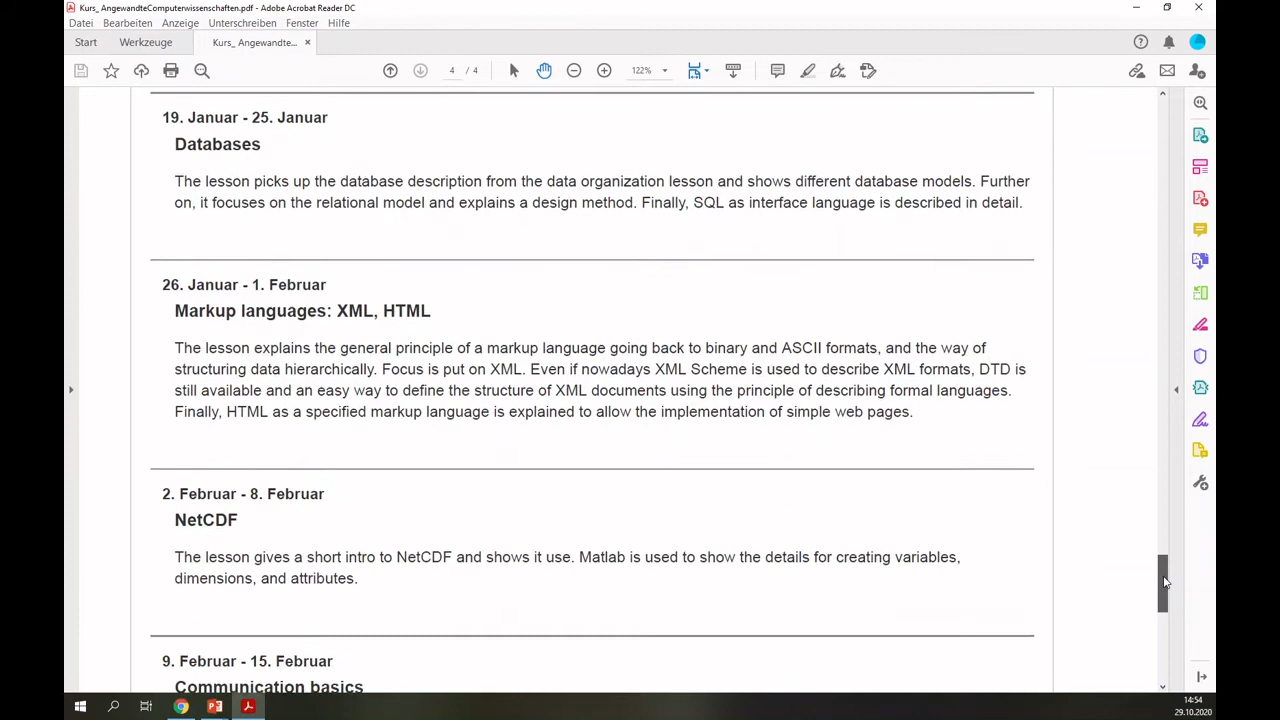 Kurs_ AngewandteComputerwissenschaften.pdf - Adobe Acrobat Reader DC
Datei Bearbeiten Anzeige Unterschreiben Fenster Hilfe
Start Werkzeuge Kurs_ Angewandte... ×
4 / 4 122%
19. Januar - 25. Januar
Databases
The lesson picks up the database description from the data organization lesson and shows different database models. Further
on, it focuses on the relational model and explains a design method. Finally, SQL as interface language is described in detail.
26. Januar - 1. Februar
Markup languages: XML, HTML
The lesson explains the general principle of a markup language going back to binary and ASCII formats, and the way of
structuring data hierarchically. Focus is put on XML. Even if nowadays XML Scheme is used to describe XML formats, DTD is
still available and an easy way to define the structure of XML documents using the principle of describing formal languages.
Finally, HTML as a specified markup language is explained to allow the implementation of simple web pages.
2. Februar - 8. Februar
NetCDF
The lesson gives a short intro to NetCDF and shows it use. Matlab is used to show the details for creating variables,
dimensions, and attributes.
9. Februar - 15. Februar
Communication basics
14:54
29.10.2020